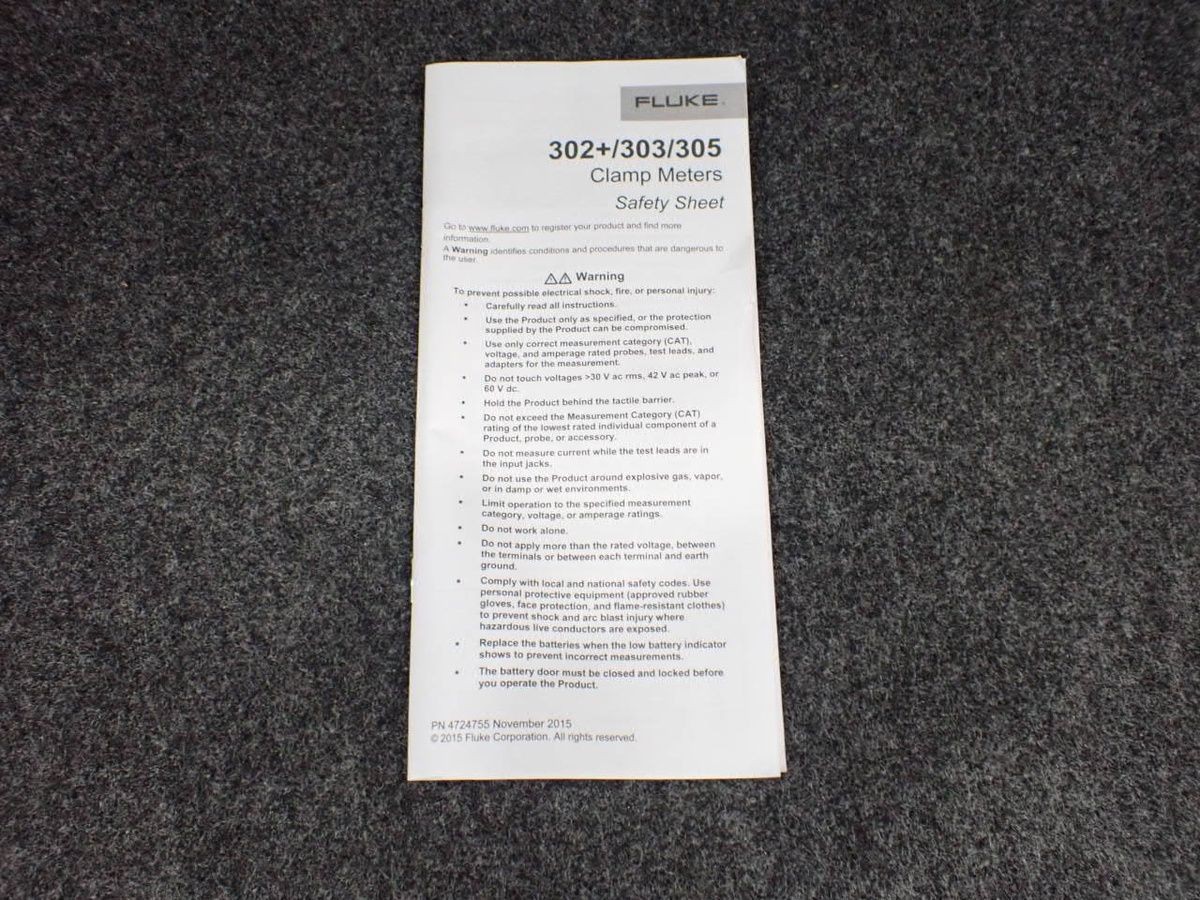 FLUKE®
302+/303/305
Clamp Meters
Safety Sheet
Go to www.fluke.com to register your product and find more
information.
A Warning identifies conditions and procedures that are dangerous to
the user.
⚠⚠ Warning
To prevent possible electrical shock, fire, or personal injury:
• Carefully read all instructions.
• Use the Product only as specified, or the protection
supplied by the Product can be compromised.
• Use only correct measurement category (CAT),
voltage, and amperage rated probes, test leads, and
adapters for the measurement.
• Do not touch voltages >30 V ac rms, 42 V ac peak, or
60 V dc.
• Hold the Product behind the tactile barrier.
• Do not exceed the Measurement Category (CAT)
rating of the lowest rated individual component of a
Product, probe, or accessory.
• Do not measure current while the test leads are in
the input jacks.
• Do not use the Product around explosive gas, vapor,
or in damp or wet environments.
• Limit operation to the specified measurement
category, voltage, or amperage ratings.
• Do not work alone.
• Do not apply more than the rated voltage, between
the terminals or between each terminal and earth
ground.
• Comply with local and national safety codes. Use
personal protective equipment (approved rubber
gloves, face protection, and flame-resistant clothes)
to prevent shock and arc blast injury where
hazardous live conductors are exposed.
• Replace the batteries when the low battery indicator
shows to prevent incorrect measurements.
• The battery door must be closed and locked before
you operate the Product.
PN 4724755 November 2015
© 2015 Fluke Corporation. All rights reserved.